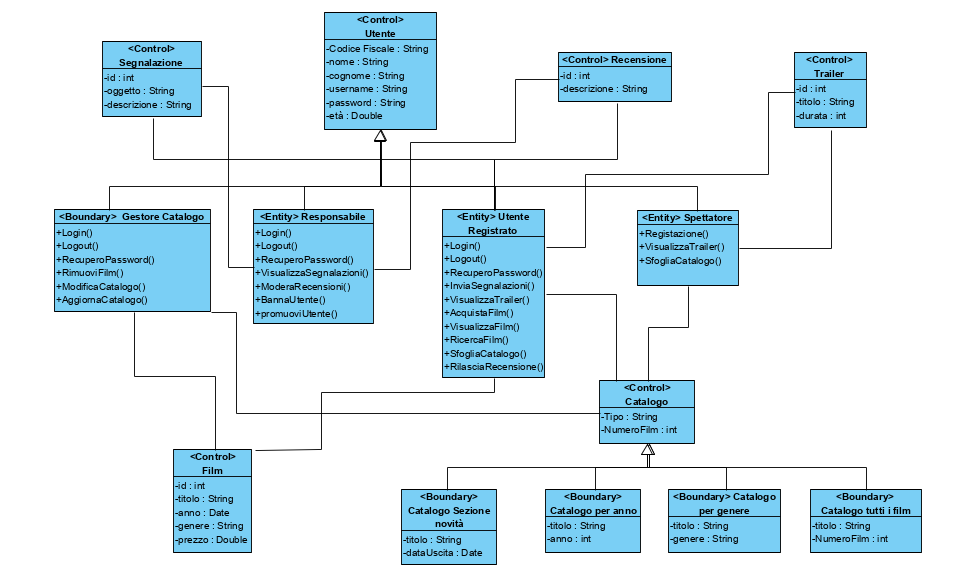 <Control>
Utente
-Codice Fiscale : String
-nome : String
-cognome : String
-username : String
-password : String
-età : Double
<Control>
Segnalazione
-id : int
-oggetto : String
-descrizione : String
<Control> Recensione
-id : int
-descrizione : String
<Control>
Trailer
-id : int
-titolo : String
-durata : int
<Boundary> Gestore Catalogo
+Login()
+Logout()
+RecuperoPassword()
+RimuoviFilm()
+ModificaCatalogo()
+AggiornaCatalogo()
<Entity> Responsabile
+Login()
+Logout()
+RecuperoPassword()
+VisualizzaSegnalazioni()
+ModeraRecensioni()
+BannaUtente()
+promuoviUtente()
<Entity> Utente
Registrato
+Login()
+Logout()
+RecuperoPassword()
+InviaSegnalazioni()
+VisualizzaTrailer()
+AcquistaFilm()
+VisualizzaFilm()
+RicercaFilm()
+SfogliaCatalogo()
+RilasciaRecensione()
<Entity> Spettatore
+Registazione()
+VisualizzaTrailer()
+SfogliaCatalogo()
<Control>
Catalogo
-Tipo : String
-NumeroFilm : int
<Control>
Film
-id : int
-titolo : String
-anno : Date
-genere : String
-prezzo : Double
<Boundary>
Catalogo Sezione
novità
-titolo : String
-dataUscita : Date
<Boundary>
Catalogo per anno
-titolo : String
-anno : int
<Boundary> Catalogo
per genere
-titolo : String
-genere : String
<Boundary>
Catalogo tutti i film
-titolo : String
-NumeroFilm : int